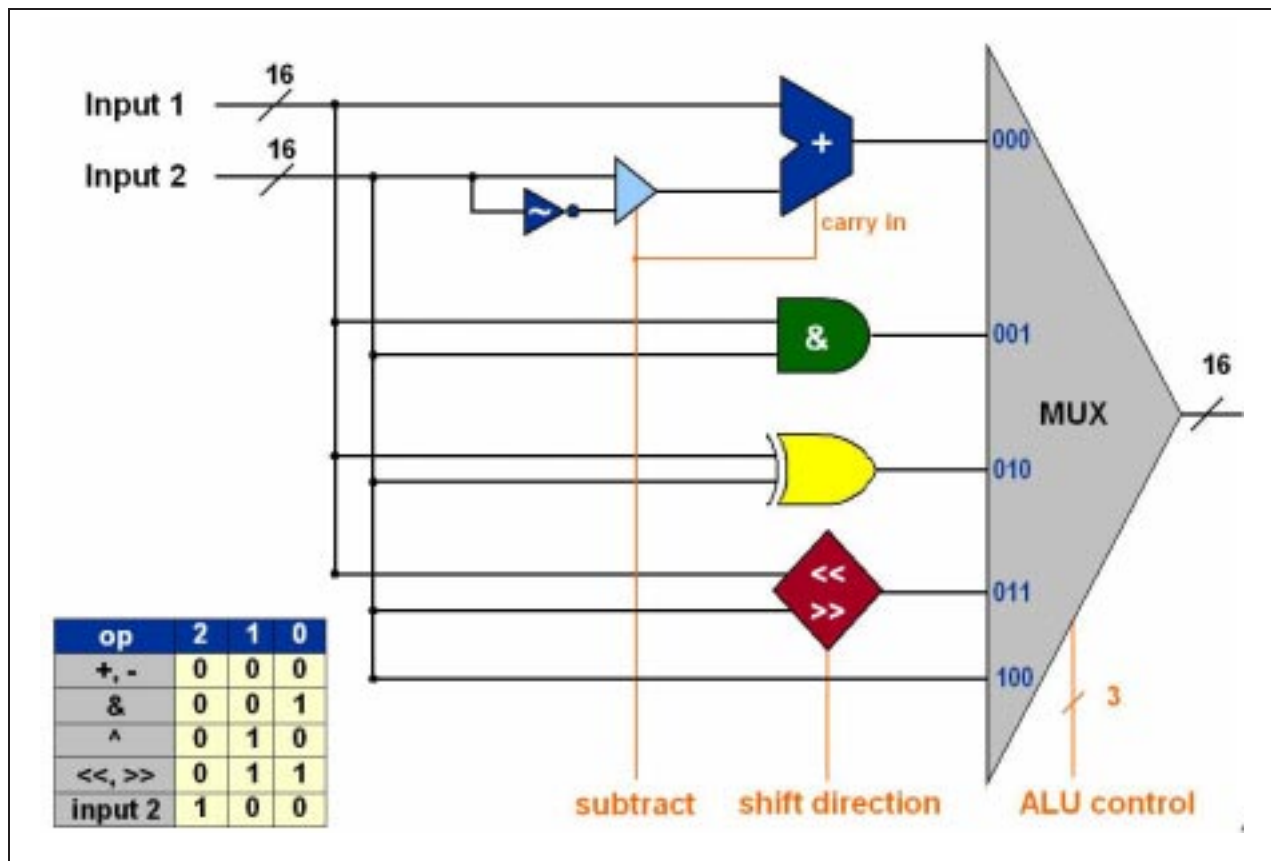 16
Input 1
16
Input 2
+
000
~
carry in
&
001
16
MUX
010
<<
>>
011
100
3
op 2 1 0
+, - 0 0 0
& 0 0 1
^ 0 1 0
<<, >> 0 1 1
input 2 1 0 0
subtract shift direction ALU control